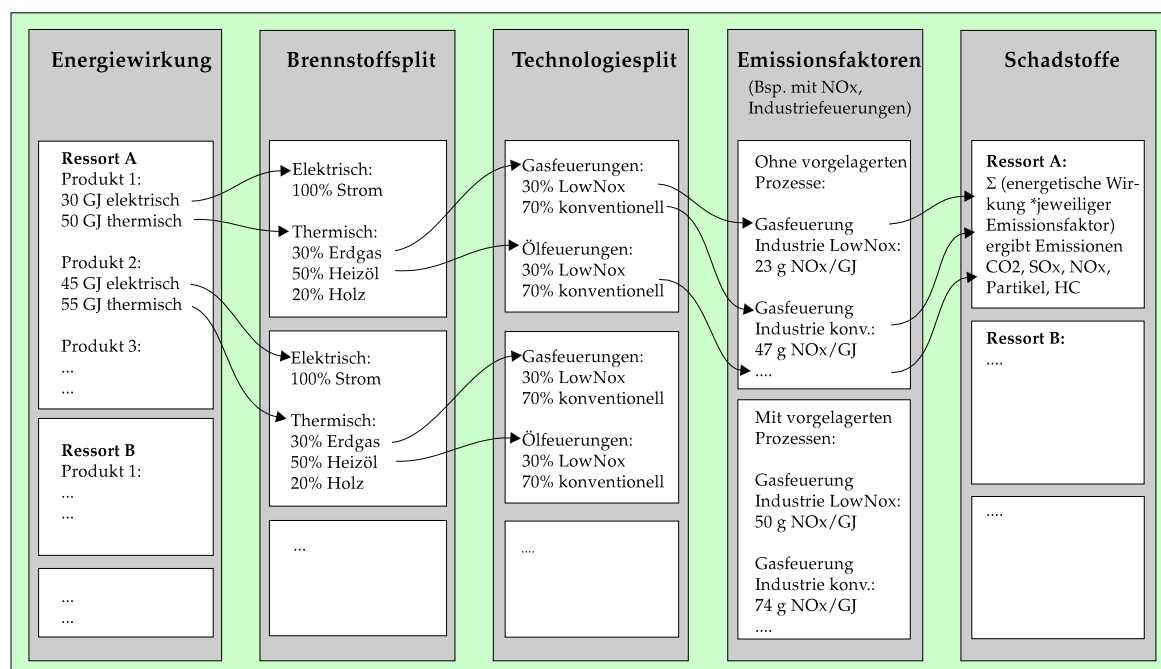 Energiewirkung
Ressort A
Produkt 1:
30 GJ elektrisch
50 GJ thermisch
Produkt 2:
45 GJ elektrisch
55 GJ thermisch
Produkt 3:
...
...
Ressort B
Produkt 1:
...
...
...
...
Brennstoffsplit
Elektrisch:
100% Strom
Thermisch:
30% Erdgas
50% Heizöl
20% Holz
Elektrisch:
100% Strom
Thermisch:
30% Erdgas
50% Heizöl
20% Holz
...
Technologiesplit
Gasfeuerungen:
30% LowNox
70% konventionell
Ölfeuerungen:
30% LowNox
70% konventionell
Gasfeuerungen:
30% LowNox
70% konventionell
Ölfeuerungen:
30% LowNox
70% konventionell
....
Emissionsfaktoren
(Bsp. mit NOx,
Industriefeuerungen)
Ohne vorgelagerten
Prozesse:
Gasfeuerung
Industrie LowNox:
23 g NOx/GJ
Gasfeuerung
Industrie konv.:
47 g NOx/GJ
....
Mit vorgelagerten
Prozessen:
Gasfeuerung
Industrie LowNox:
50 g NOx/GJ
Gasfeuerung
Industrie konv.:
74 g NOx/GJ
....
Schadstoffe
Ressort A:
Σ (energetische Wir-
kung *jeweiliger
Emissionsfaktor)
ergibt Emissionen
CO2, SOx, NOx,
Partikel, HC
Ressort B:
....
....